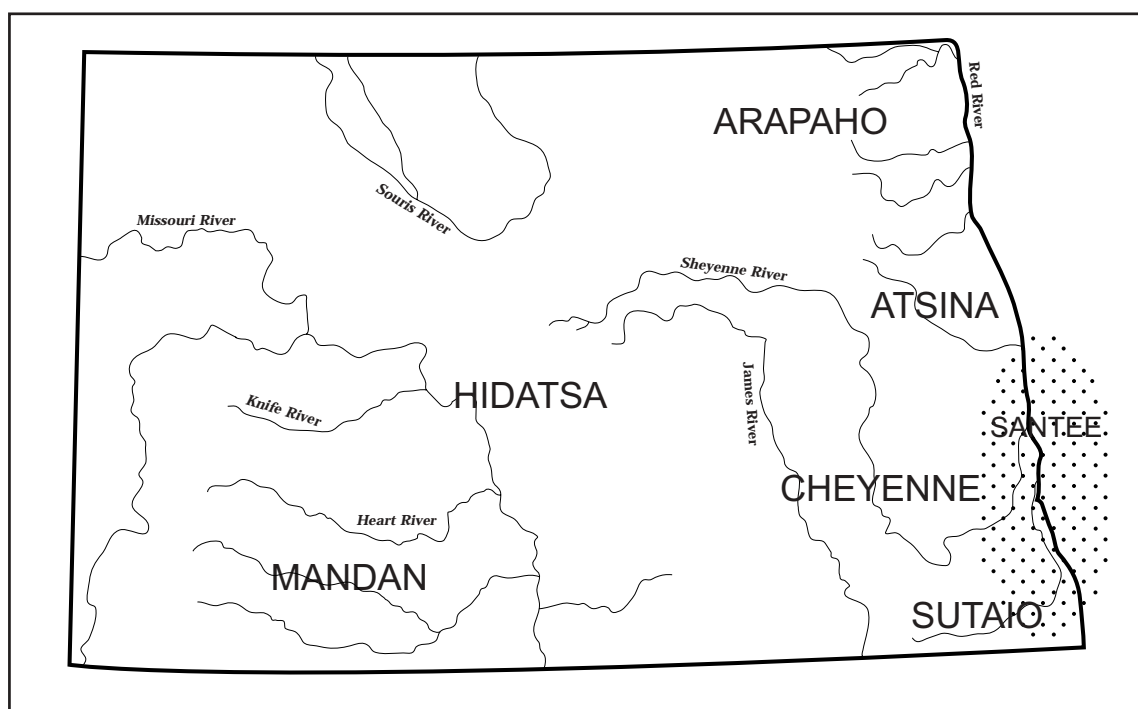 Red River
ARAPAHO
Souris River
Missouri River
Sheyenne River
ATSINA
James River
HIDATSA
Knife River
SANTEE
CHEYENNE
Heart River
MANDAN
SUTAIO